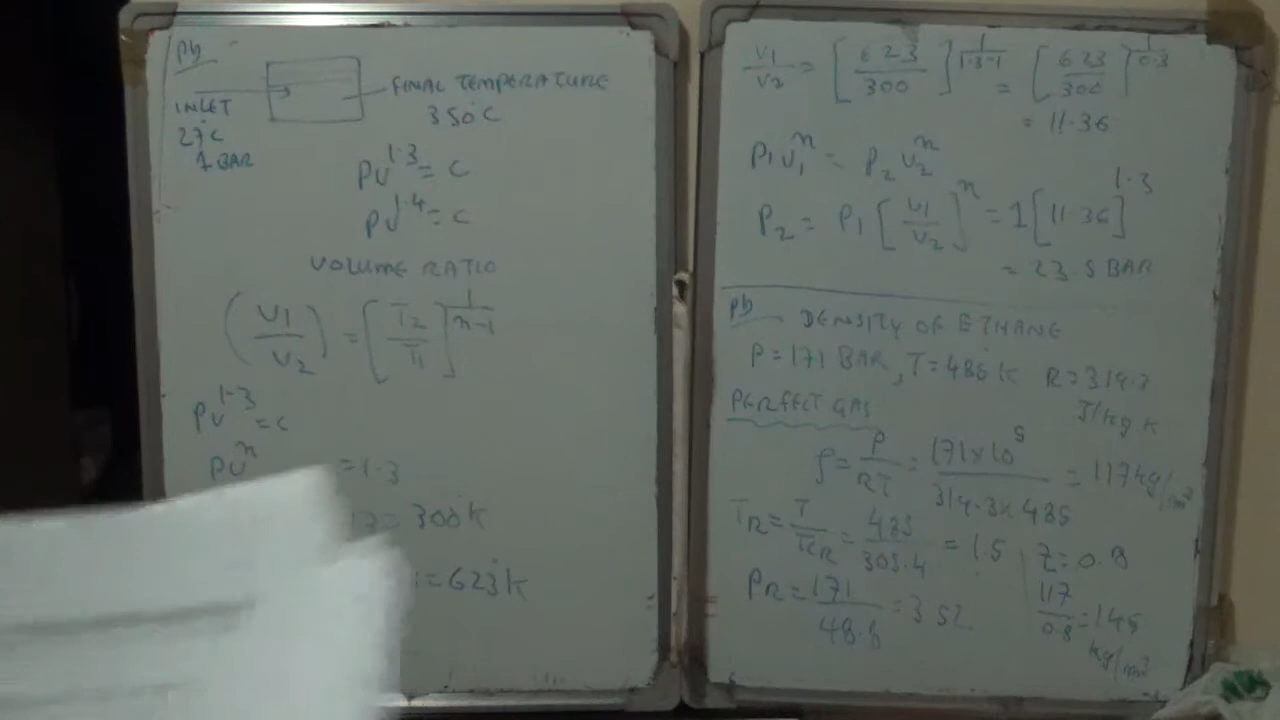 Pb
INLET
27°C
1 BAR
FINAL TEMPERATURE
350°C
PV^1.3 = C
PV^1.4 = C
VOLUME RATIO
(V1/V2) = [T2/T1]^(1/(n-1))
PV^1.3 = C
PV^n = 1.3
= 300K
= 623K
V1/V2 = [623/300]^(1/(1.3-1)) = [623/300]^(1/0.3)
= 11.36
P1V1^n = P2V2^n
P2 = P1[V1/V2]^n = 1[11.36]^1.3
= 23.5 BAR
Pb DENSITY OF ETHANE
P = 171 BAR, T = 485K R = 314.3
J/kg K
PERFECT GAS
ρ = P/RT = 171×10^5/314.3×485 = 117 kg/m³
TR = T/TCR = 485/305.4 = 1.5
Z = 0.8
PR = 171/48.8 = 3.52
117/0.8 = 145
kg/m³